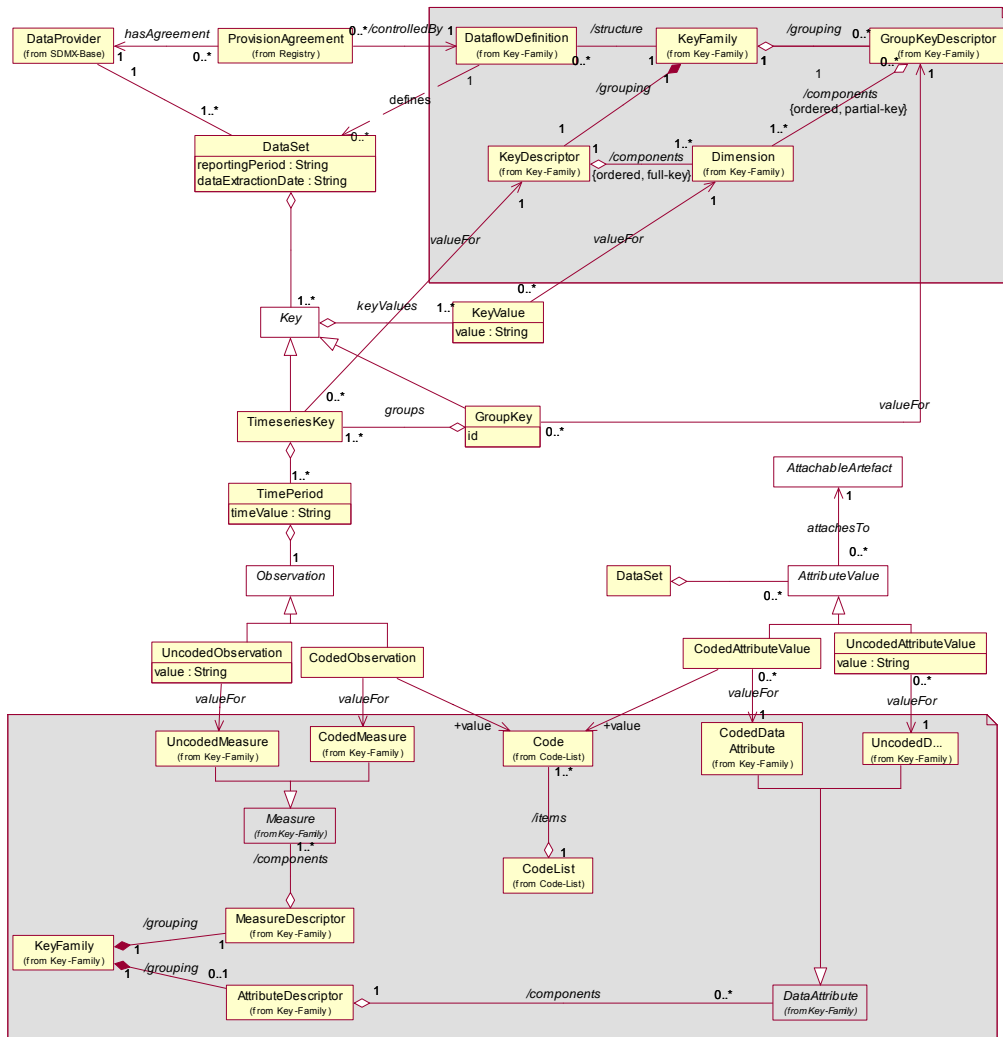 DataProvider
(from SDMX-Base)
hasAgreement
1
0..*
ProvisionAgreement
(from Registry)
/controlledBy
0..*
1
DataflowDefinition
(from Key-Family)
/structure
0..*
1
KeyFamily
(from Key-Family)
/grouping
1
0..*
GroupKeyDescriptor
(from Key-Family)
1
1..*
defines
1
0..*
/grouping
1
1
/components
{ordered, partial-key}
1
1..*
1
DataSet
reportingPeriod : String
dataExtractionDate : String
KeyDescriptor
(from Key-Family)
1
/components
1..*
{ordered, full-key}
Dimension
(from Key-Family)
1
1
valueFor
valueFor
1..*
Key
keyValues
1..*
0..*
KeyValue
value : String
0..*
TimeseriesKey
groups
1..*
GroupKey
id
0..*
valueFor
1..*
TimePeriod
timeValue : String
1
Observation
AttachableArtefact
1
attachesTo
0..*
DataSet
0..*
AttributeValue
UncodedObservation
value : String
CodedObservation
CodedAttributeValue
UncodedAttributeValue
value : String
valueFor
valueFor
0..*
valueFor
0..*
valueFor
+value
+value
1
1
UncodedMeasure
(from Key-Family)
CodedMeasure
(from Key-Family)
Code
(from Code-List)
1..*
CodedData
Attribute
(from Key-Family)
UncodedD...
(from Key-Family)
Measure
(from Key-Family)
1..*
/components
/items
1
CodeList
(from Code-List)
MeasureDescriptor
(from Key-Family)
KeyFamily
(from Key-Family)
/grouping
1
1
/grouping
1
0..1
AttributeDescriptor
(from Key-Family)
1
/components
0..*
DataAttribute
(from Key-Family)